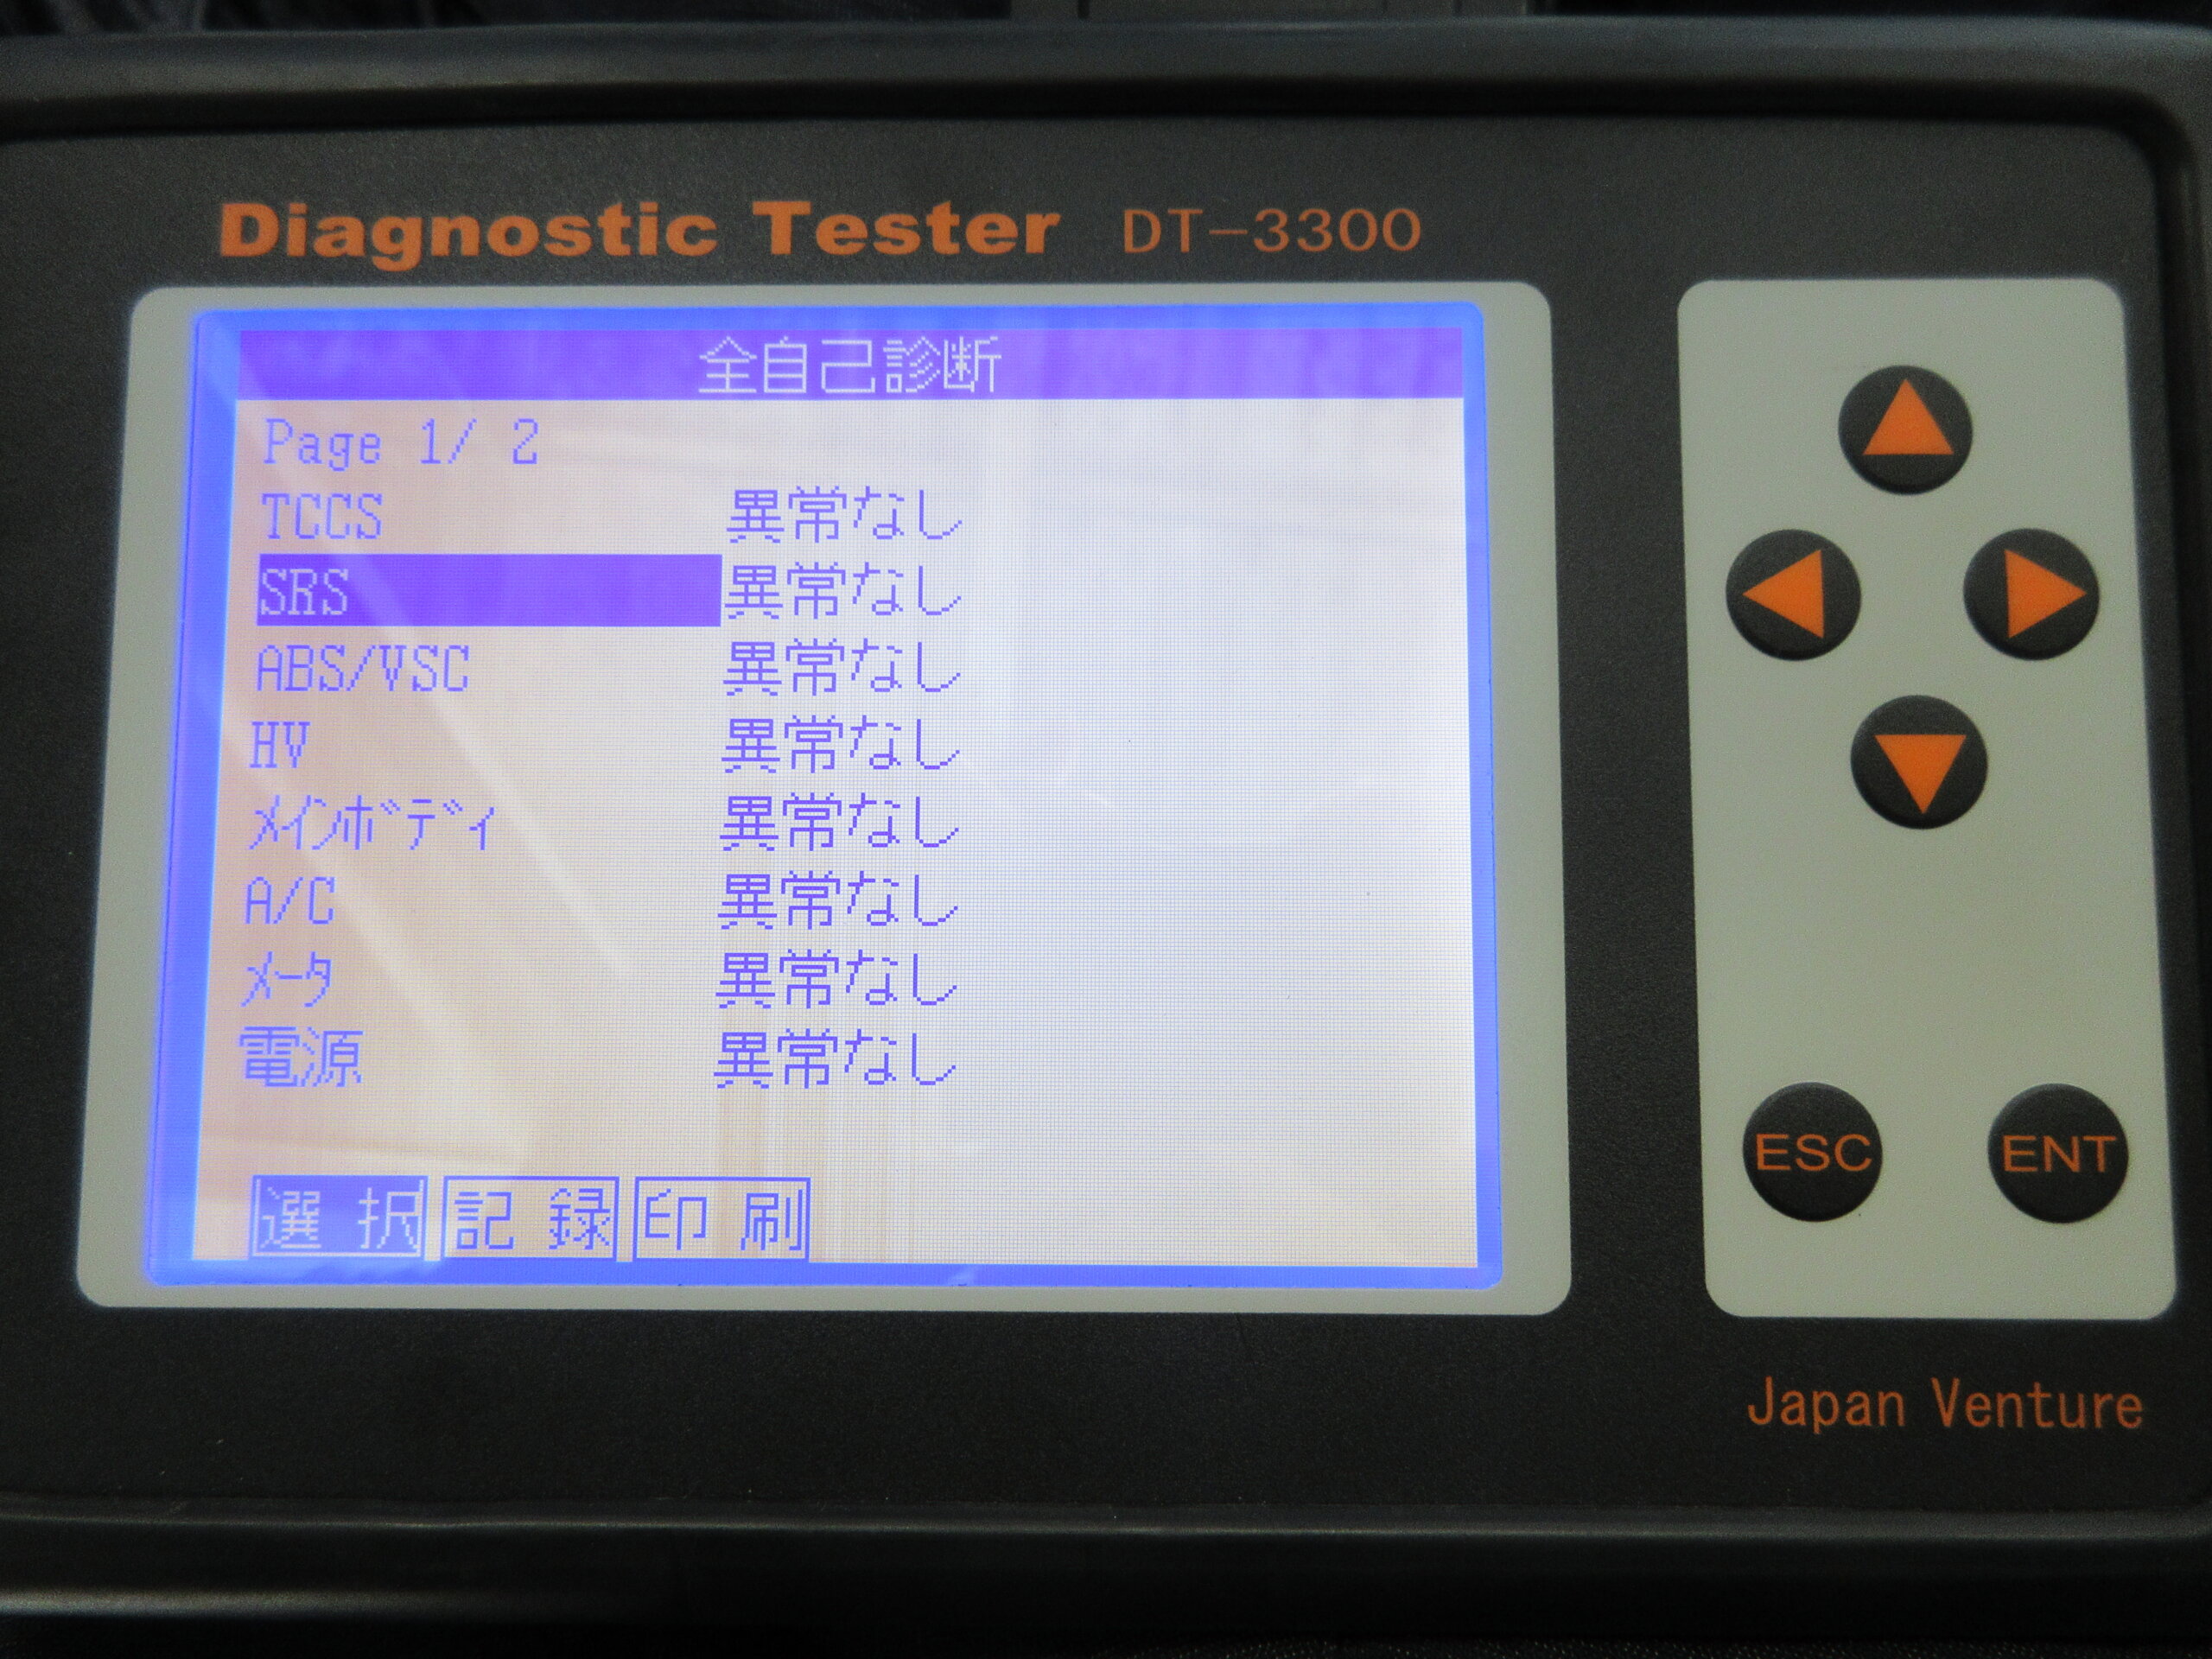 Diagnostic Tester DT-3300
全自己診断
Page 1/ 2
TCCS 異常なし
SRS 異常なし
ABS/VSC 異常なし
HV 異常なし
ﾒｲﾝﾎﾞﾃﾞｨ 異常なし
A/C 異常なし
ﾒｰﾀ 異常なし
電源 異常なし
選 択 記 録 印 刷
ESC ENT
Japan Venture